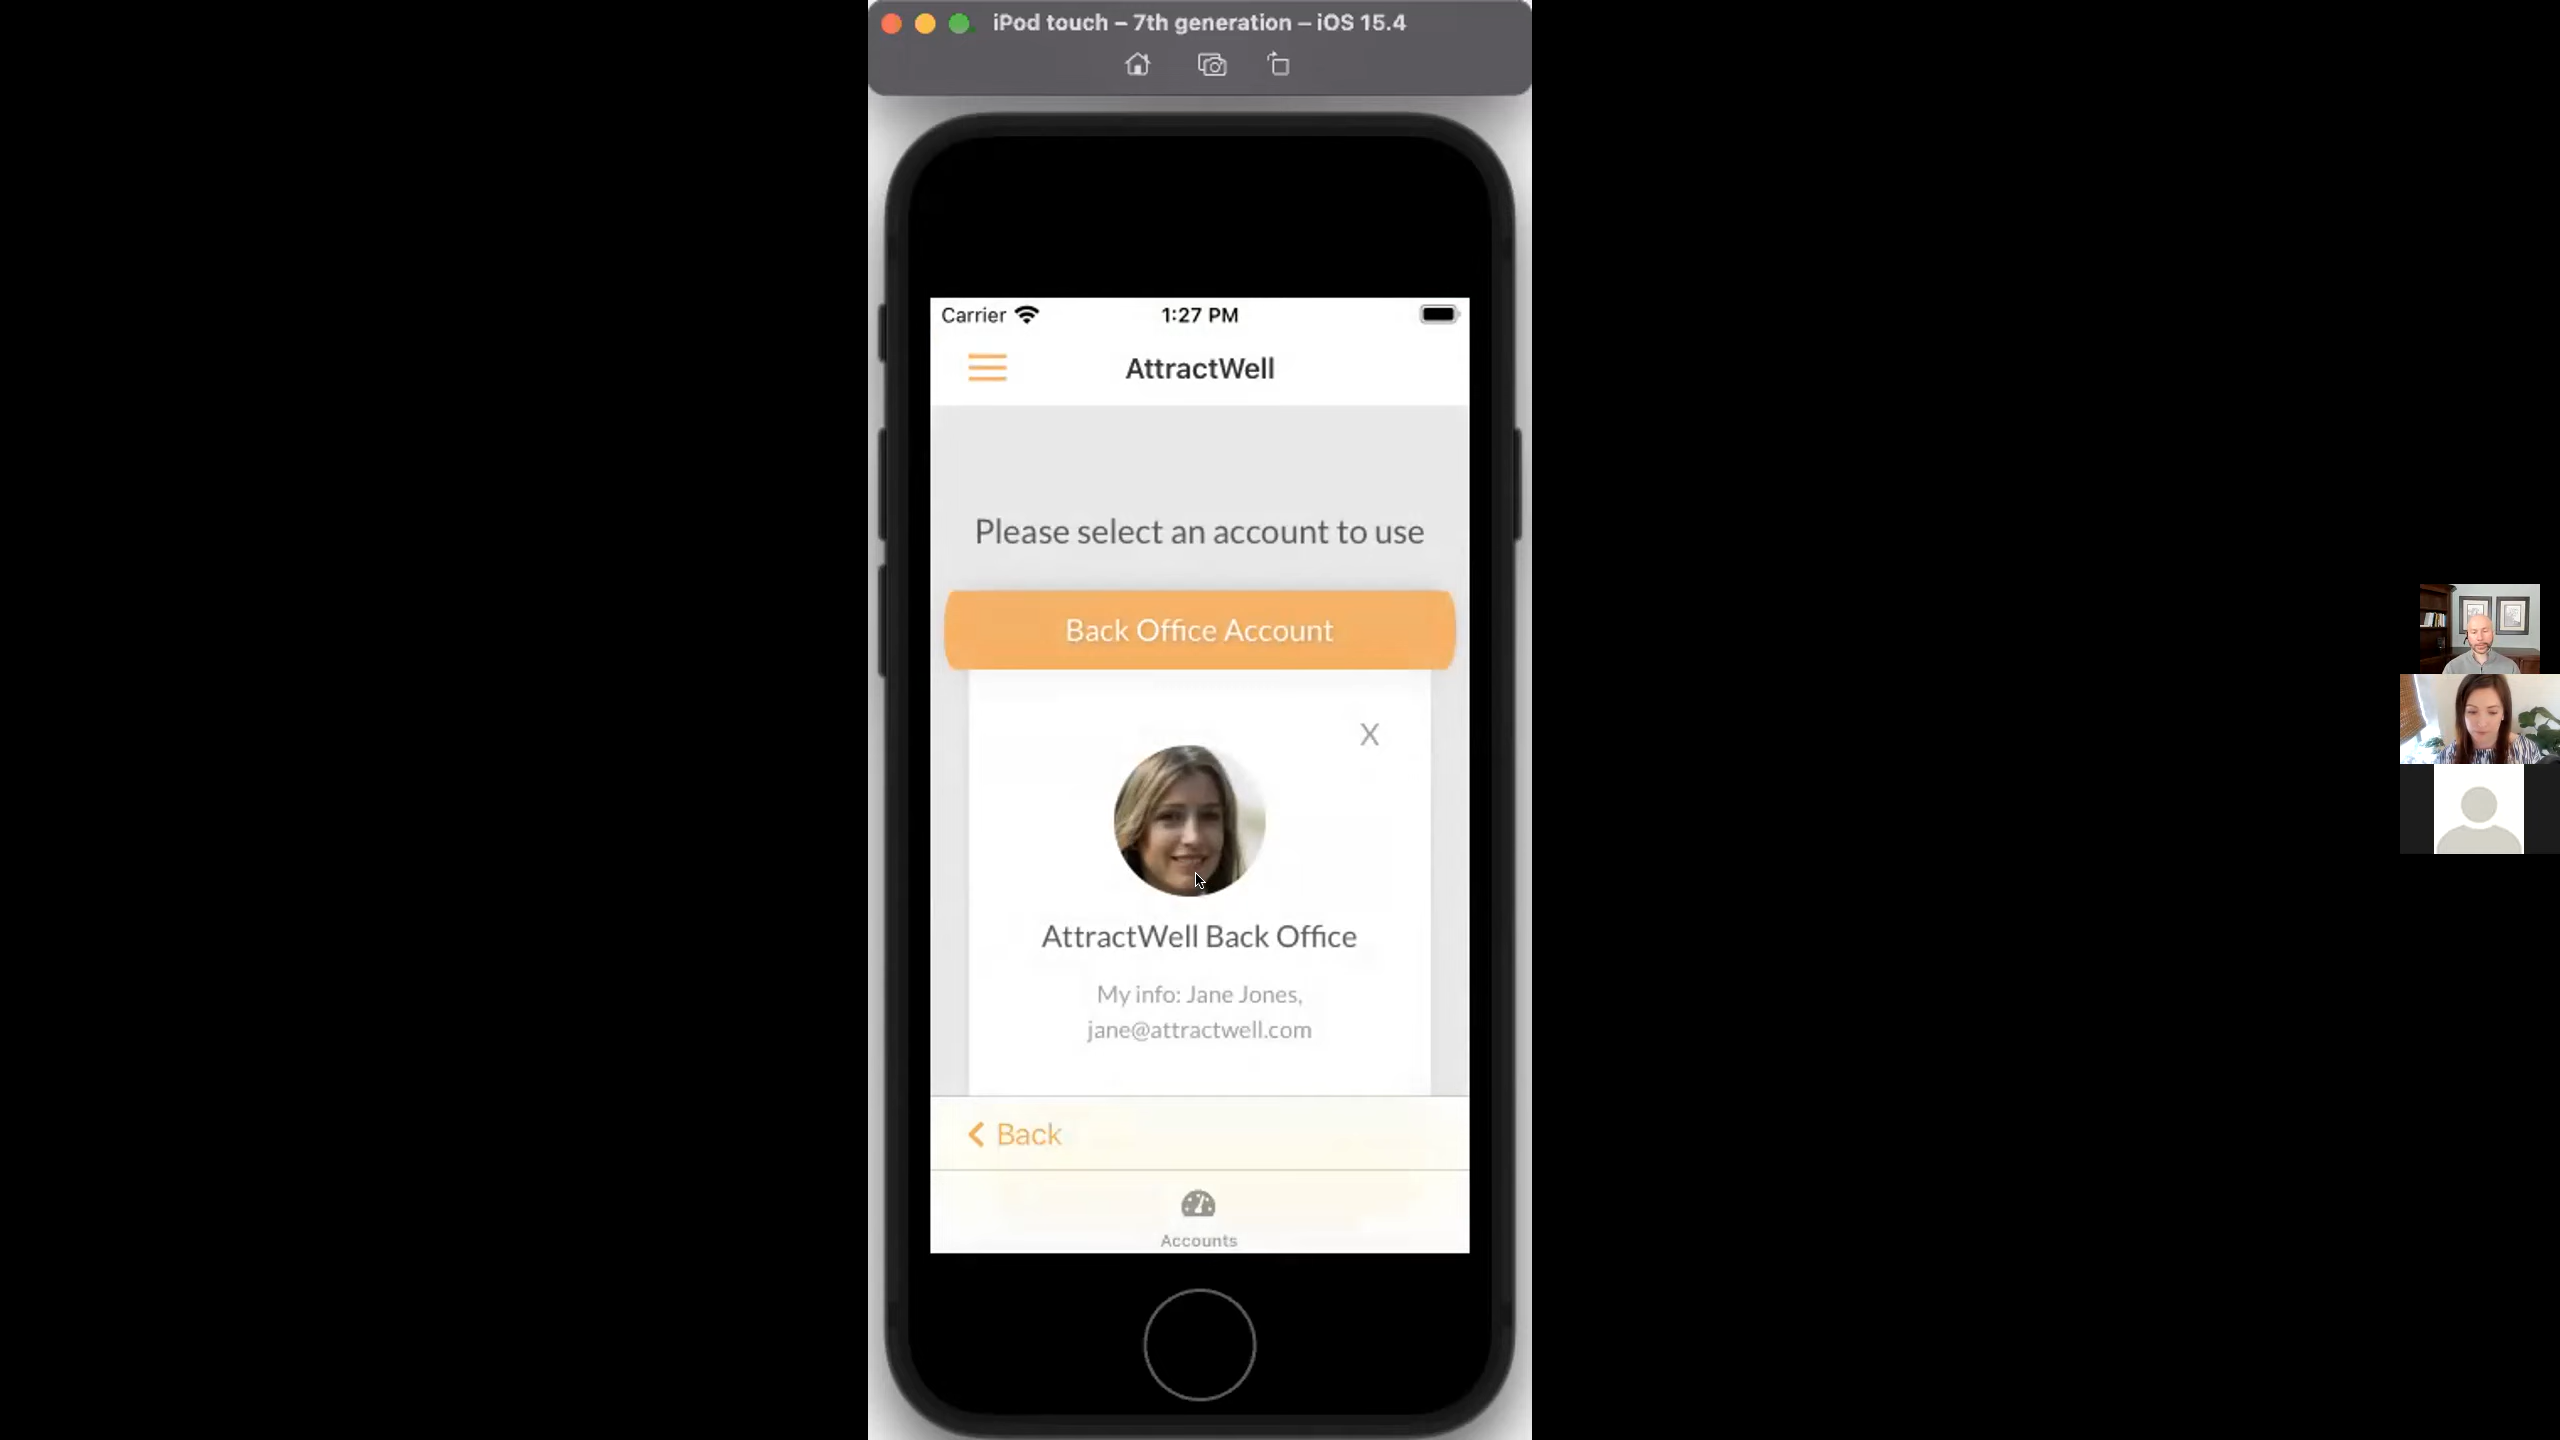 iPod touch – 7th generation – iOS 15.4
Carrier 1:27 PM
AttractWell
Please select an account to use
Back Office Account
X
AttractWell Back Office
My info: Jane Jones,
jane@attractwell.com
Back
Accounts